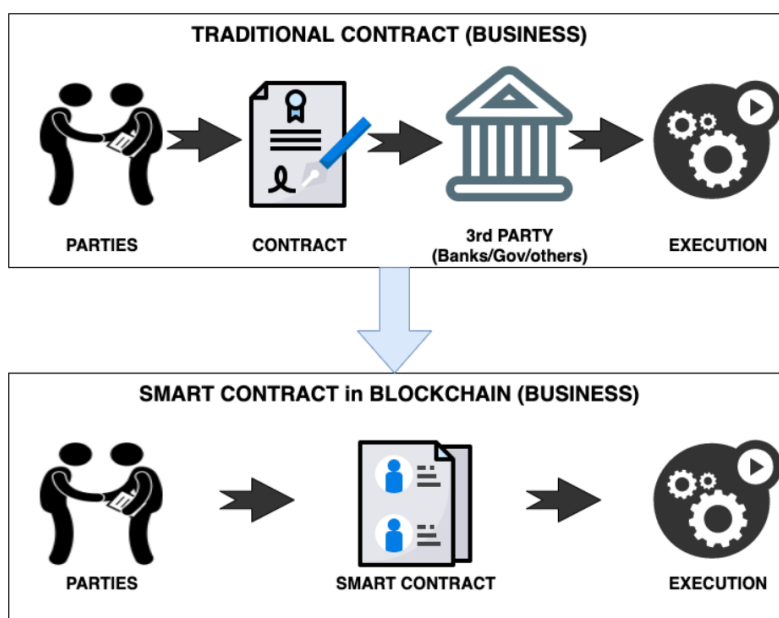 TRADITIONAL CONTRACT (BUSINESS)
PARTIES
CONTRACT
3rd PARTY
(Banks/Gov/others)
EXECUTION
SMART CONTRACT in BLOCKCHAIN (BUSINESS)
PARTIES
SMART CONTRACT
EXECUTION